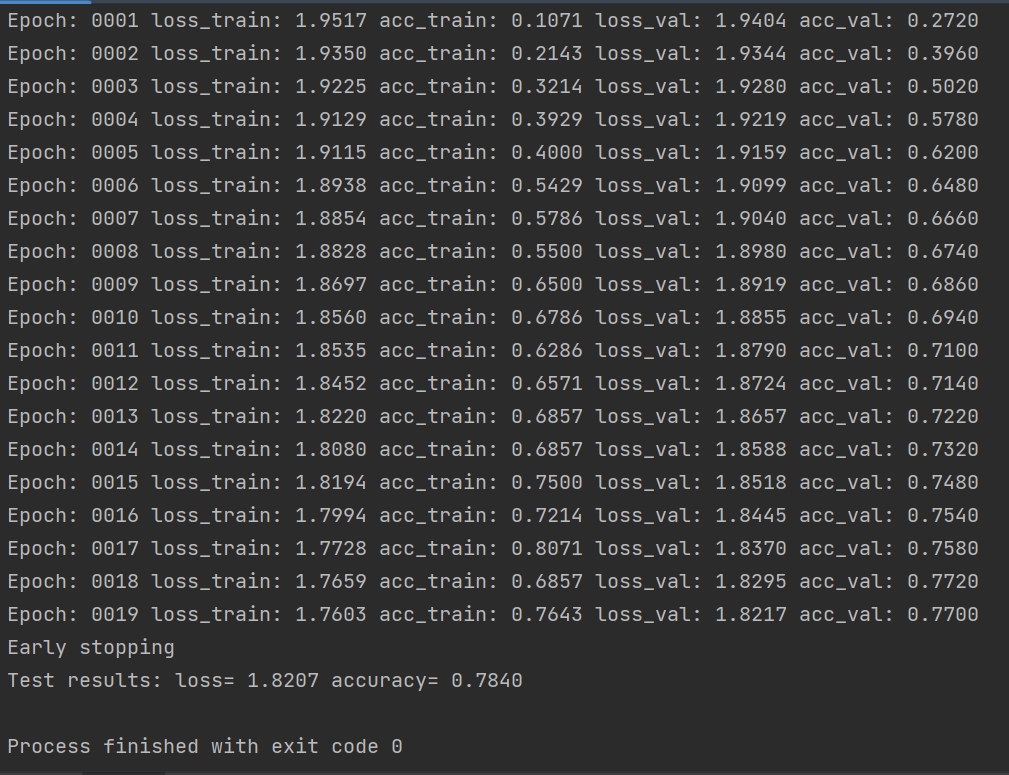 Epoch: 0001 loss_train: 1.9517 acc_train: 0.1071 loss_val: 1.9404 acc_val: 0.2720
Epoch: 0002 loss_train: 1.9350 acc_train: 0.2143 loss_val: 1.9344 acc_val: 0.3960
Epoch: 0003 loss_train: 1.9225 acc_train: 0.3214 loss_val: 1.9280 acc_val: 0.5020
Epoch: 0004 loss_train: 1.9129 acc_train: 0.3929 loss_val: 1.9219 acc_val: 0.5780
Epoch: 0005 loss_train: 1.9115 acc_train: 0.4000 loss_val: 1.9159 acc_val: 0.6200
Epoch: 0006 loss_train: 1.8938 acc_train: 0.5429 loss_val: 1.9099 acc_val: 0.6480
Epoch: 0007 loss_train: 1.8854 acc_train: 0.5786 loss_val: 1.9040 acc_val: 0.6660
Epoch: 0008 loss_train: 1.8828 acc_train: 0.5500 loss_val: 1.8980 acc_val: 0.6740
Epoch: 0009 loss_train: 1.8697 acc_train: 0.6500 loss_val: 1.8919 acc_val: 0.6860
Epoch: 0010 loss_train: 1.8560 acc_train: 0.6786 loss_val: 1.8855 acc_val: 0.6940
Epoch: 0011 loss_train: 1.8535 acc_train: 0.6286 loss_val: 1.8790 acc_val: 0.7100
Epoch: 0012 loss_train: 1.8452 acc_train: 0.6571 loss_val: 1.8724 acc_val: 0.7140
Epoch: 0013 loss_train: 1.8220 acc_train: 0.6857 loss_val: 1.8657 acc_val: 0.7220
Epoch: 0014 loss_train: 1.8080 acc_train: 0.6857 loss_val: 1.8588 acc_val: 0.7320
Epoch: 0015 loss_train: 1.8194 acc_train: 0.7500 loss_val: 1.8518 acc_val: 0.7480
Epoch: 0016 loss_train: 1.7994 acc_train: 0.7214 loss_val: 1.8445 acc_val: 0.7540
Epoch: 0017 loss_train: 1.7728 acc_train: 0.8071 loss_val: 1.8370 acc_val: 0.7580
Epoch: 0018 loss_train: 1.7659 acc_train: 0.6857 loss_val: 1.8295 acc_val: 0.7720
Epoch: 0019 loss_train: 1.7603 acc_train: 0.7643 loss_val: 1.8217 acc_val: 0.7700
Early stopping
Test results: loss= 1.8207 accuracy= 0.7840
Process finished with exit code 0